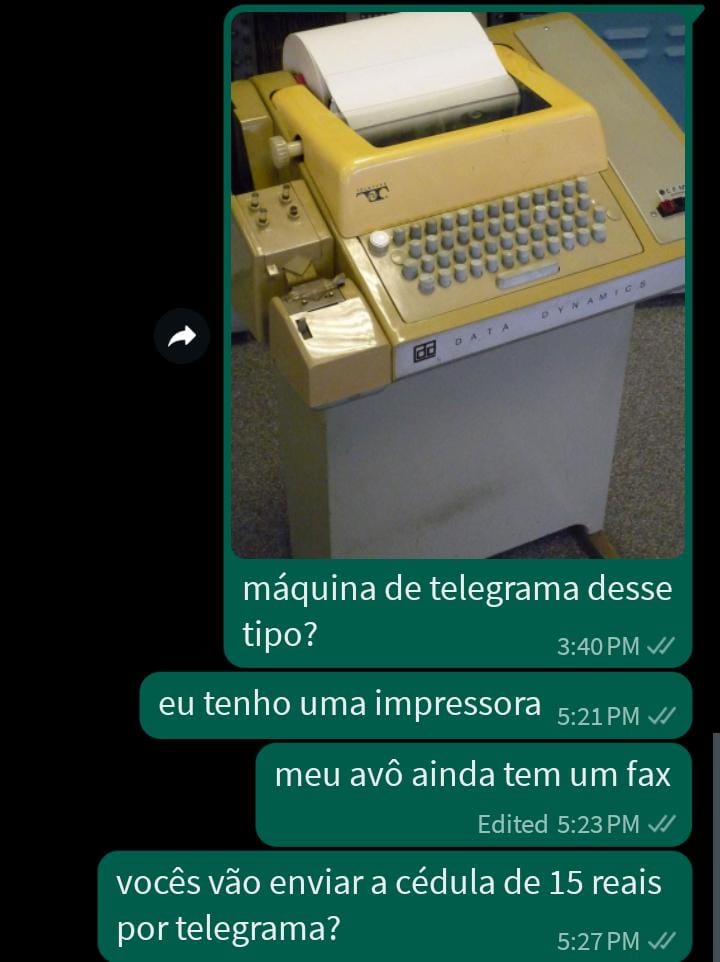 DATA DYNAMICS
máquina de telegrama desse
tipo?
3:40 PM
eu tenho uma impressora 5:21 PM
meu avô ainda tem um fax
Edited 5:23 PM
vocês vão enviar a cédula de 15 reais
por telegrama?
5:27 PM